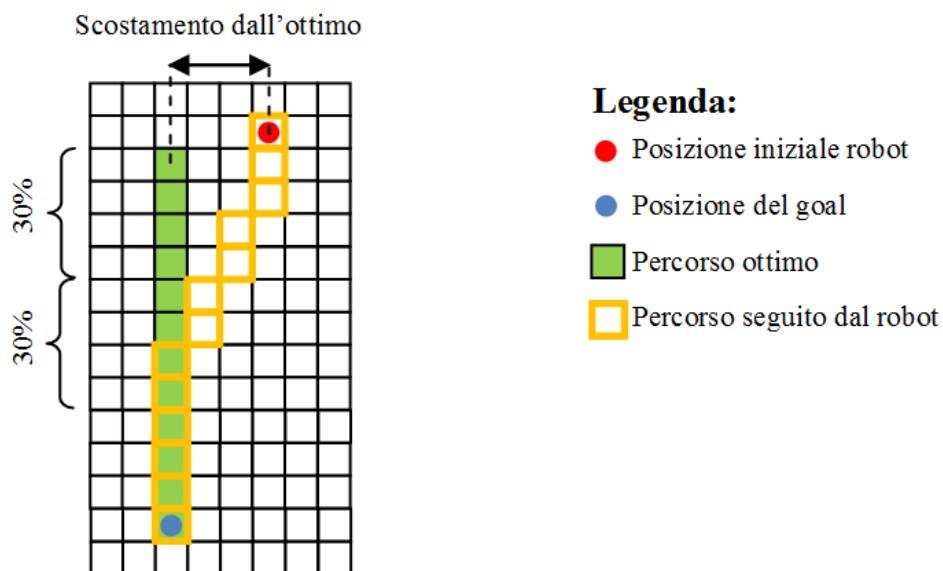 Scostamento dall'ottimo
30%
30%
Legenda:
Posizione iniziale robot
Posizione del goal
Percorso ottimo
Percorso seguito dal robot